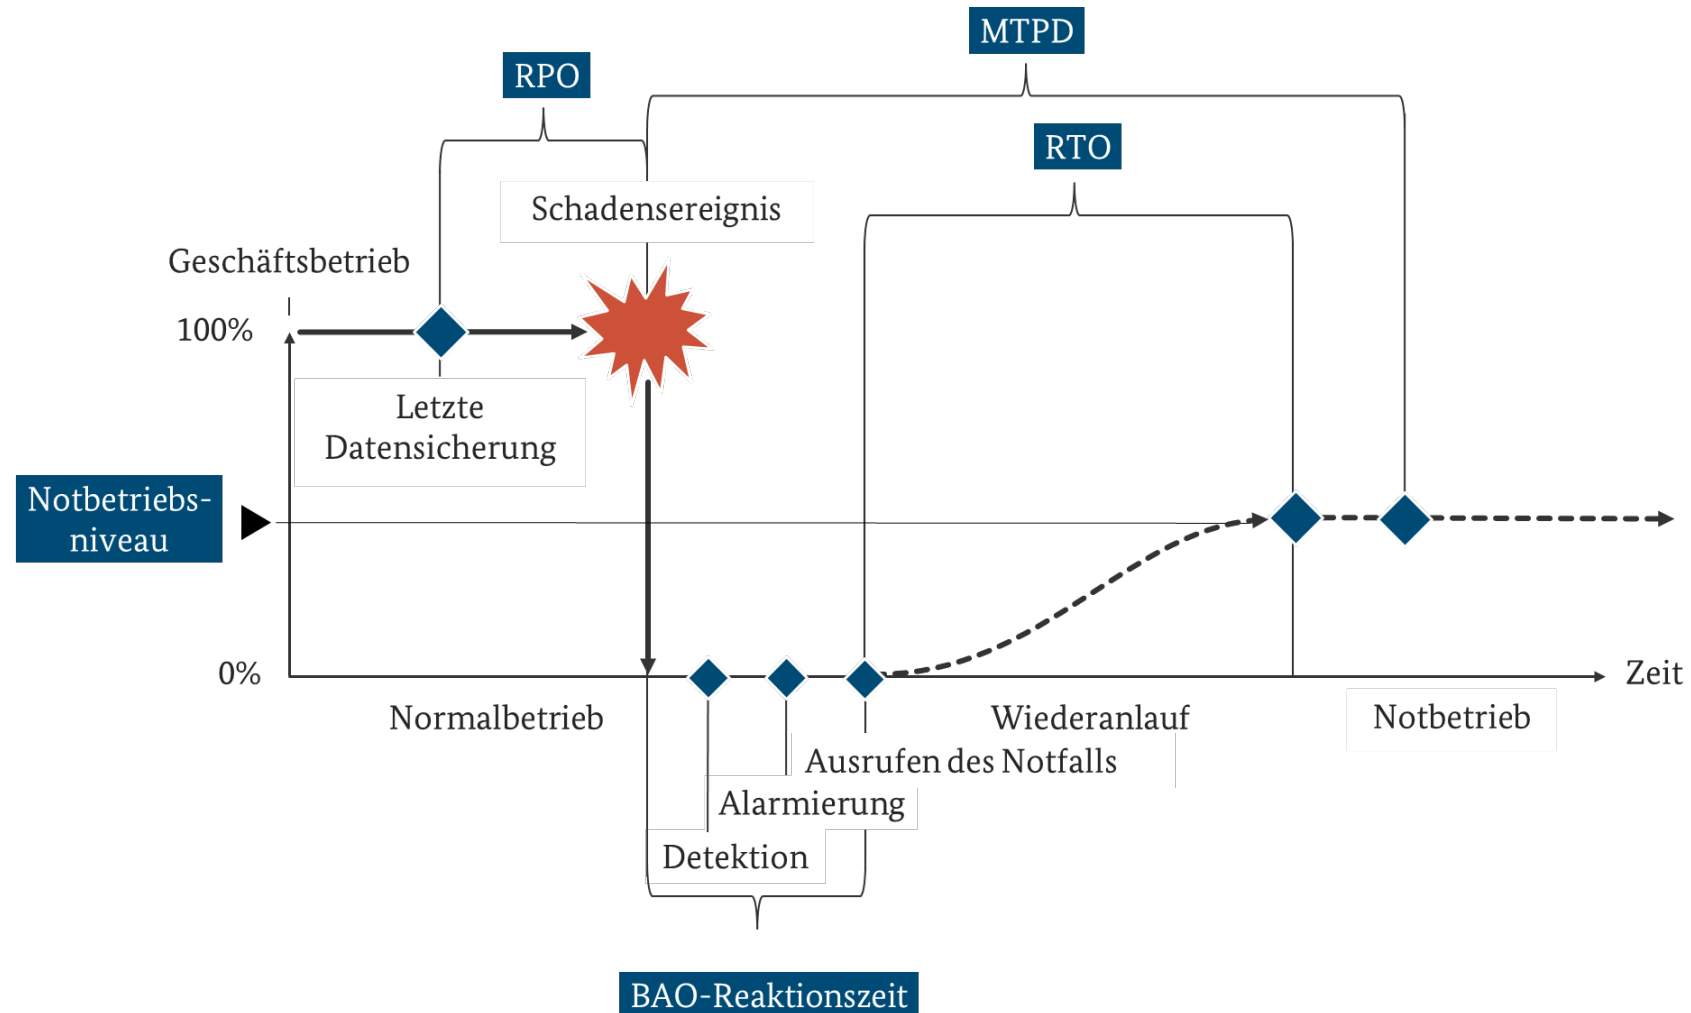 MTPD
RPO
RTO
Schadensereignis
Geschäftsbetrieb
100%
Letzte
Datensicherung
Notbetriebs-
niveau
0%
Zeit
Normalbetrieb
Wiederanlauf
Notbetrieb
Ausrufen des Notfalls
Alarmierung
Detektion
BAO-Reaktionszeit